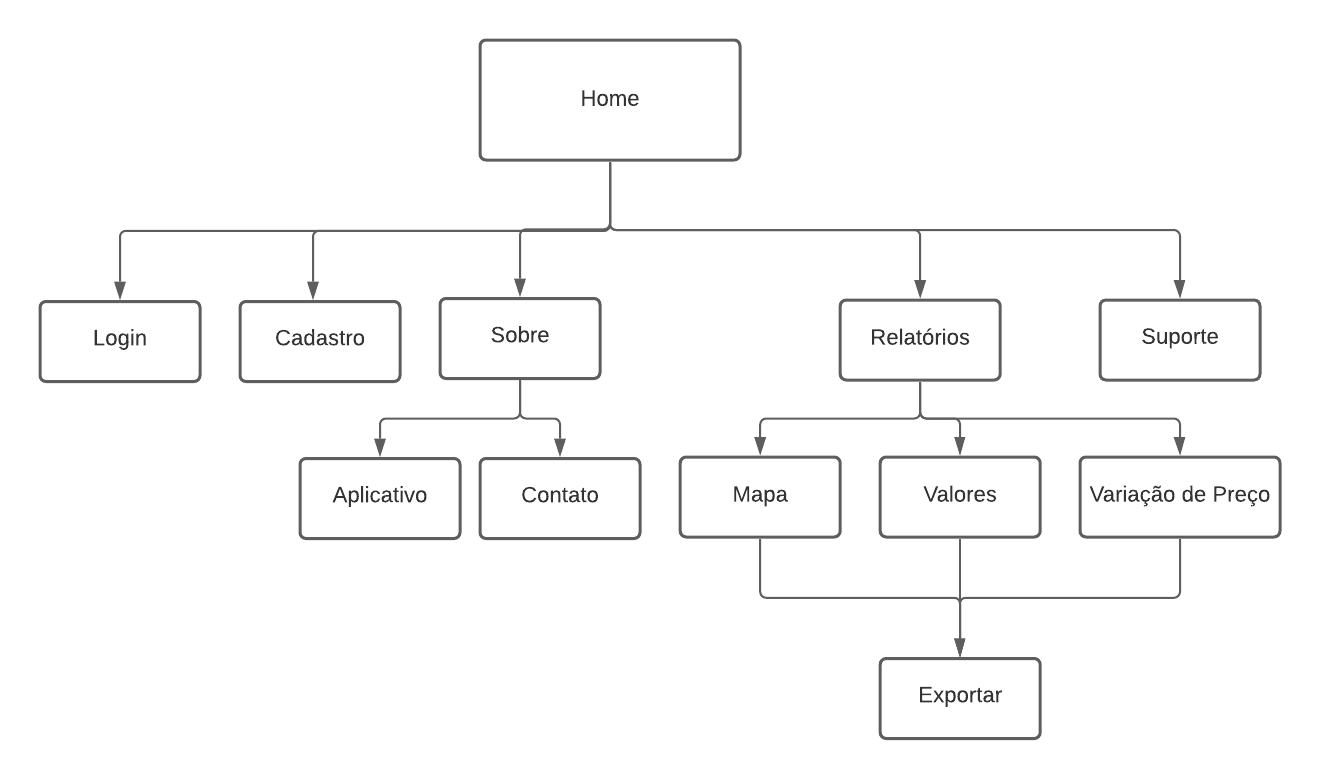 Home
Login
Cadastro
Sobre
Relatórios
Suporte
Aplicativo
Contato
Mapa
Valores
Variação de Preço
Exportar